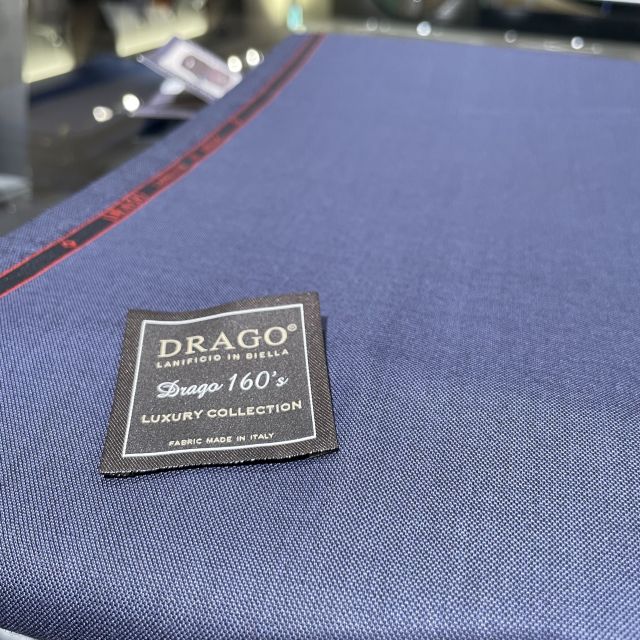 DRAGO®
LANIFICIO IN BIELLA
Drago 160's
LUXURY COLLECTION
FABRIC MADE IN ITALY